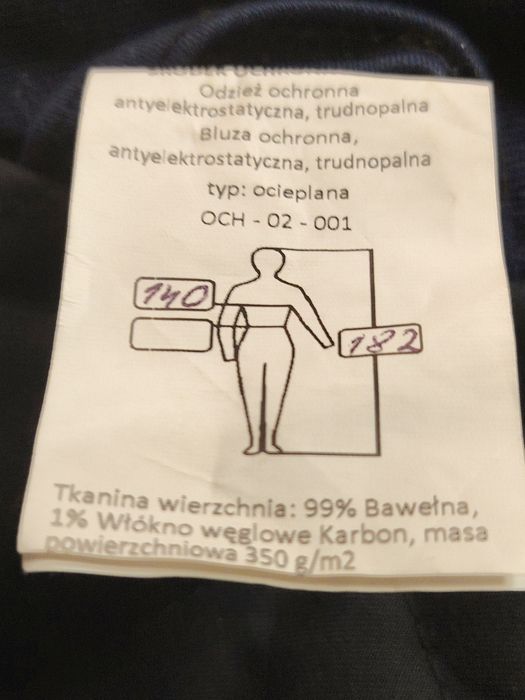 Odzież ochronna
antyelektrostatyczna, trudnopalna
Bluza ochronna,
antyelektrostatyczna, trudnopalna
typ: ocieplana
OCH - 02 - 001
140
182
Tkanina wierzchnia: 99% Bawełna,
1% Włókno węglowe Karbon, masa
powierzchniowa 350 g/m2